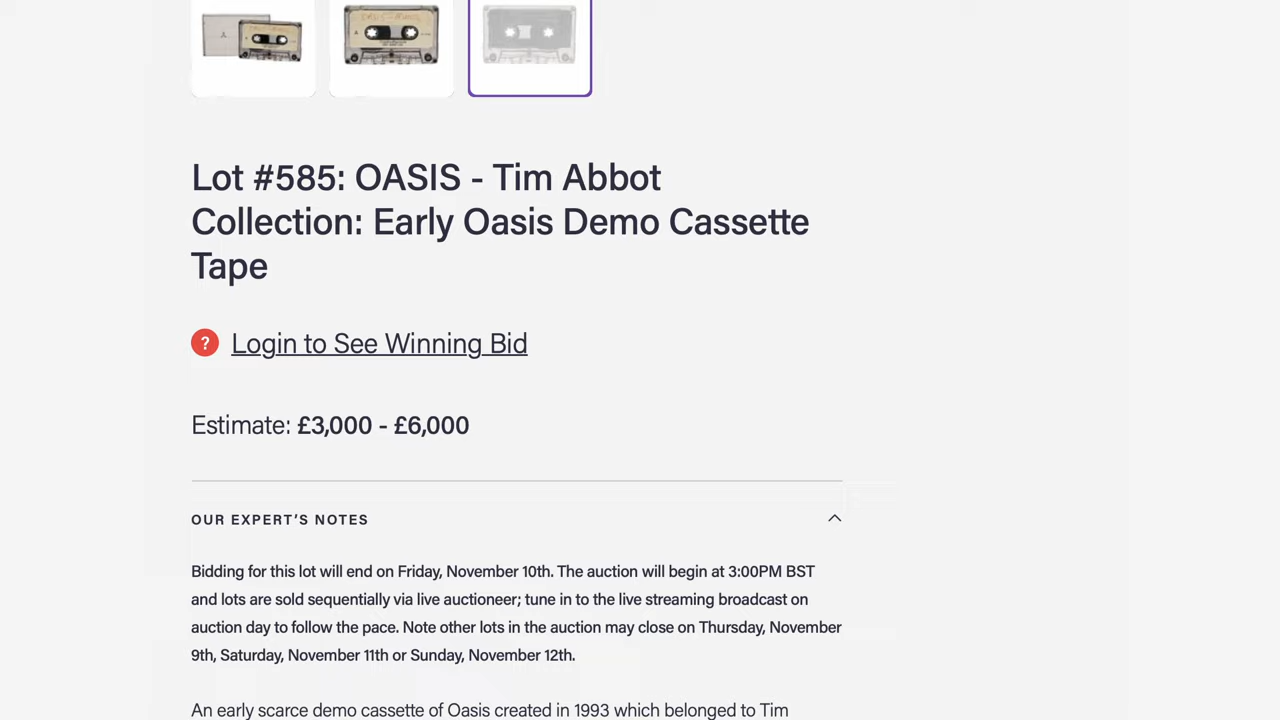 Lot #585: OASIS - Tim Abbot
Collection: Early Oasis Demo Cassette
Tape
? Login to See Winning Bid
Estimate: £3,000 - £6,000
OUR EXPERT'S NOTES
Bidding for this lot will end on Friday, November 10th. The auction will begin at 3:00PM BST
and lots are sold sequentially via live auctioneer; tune in to the live streaming broadcast on
auction day to follow the pace. Note other lots in the auction may close on Thursday, November
9th, Saturday, November 11th or Sunday, November 12th.
An early scarce demo cassette of Oasis created in 1993 which belonged to Tim